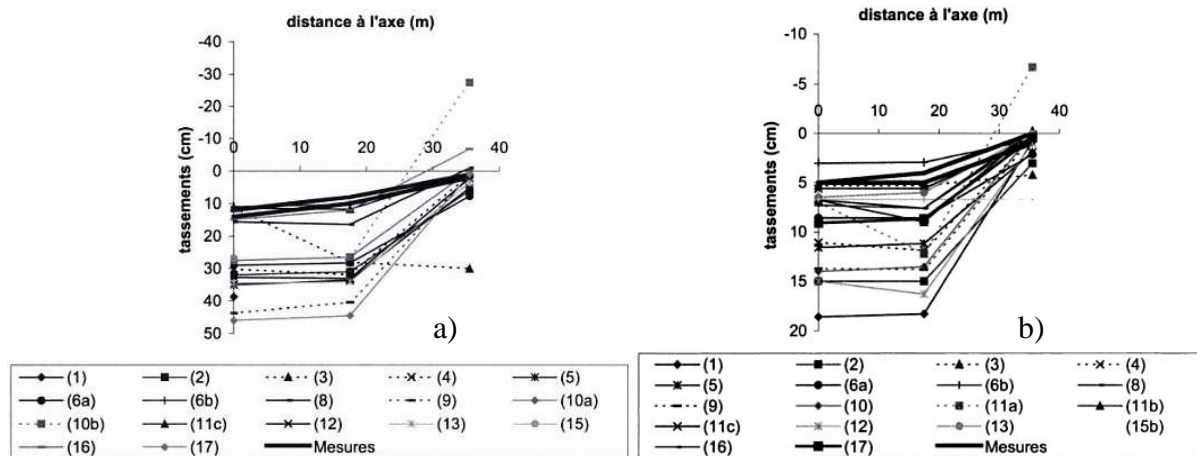 distance à l'axe (m)
-40
-30
-20
-10
0
10
20
30
40
50
0
10
20
30
40
tassements (cm)
a)
(1) (2) (3) (4) (5)
(6a) (6b) (8) (9) (10a)
(10b) (11c) (12) (13) (15)
(16) (17) Mesures
distance à l'axe (m)
-10
-5
0
5
10
15
20
0
10
20
30
40
tassements (cm)
b)
(1) (2) (3) (4)
(5) (6a) (6b) (8)
(9) (10) (11a) (11b)
(11c) (12) (13) (15b)
(16) (17) Mesures